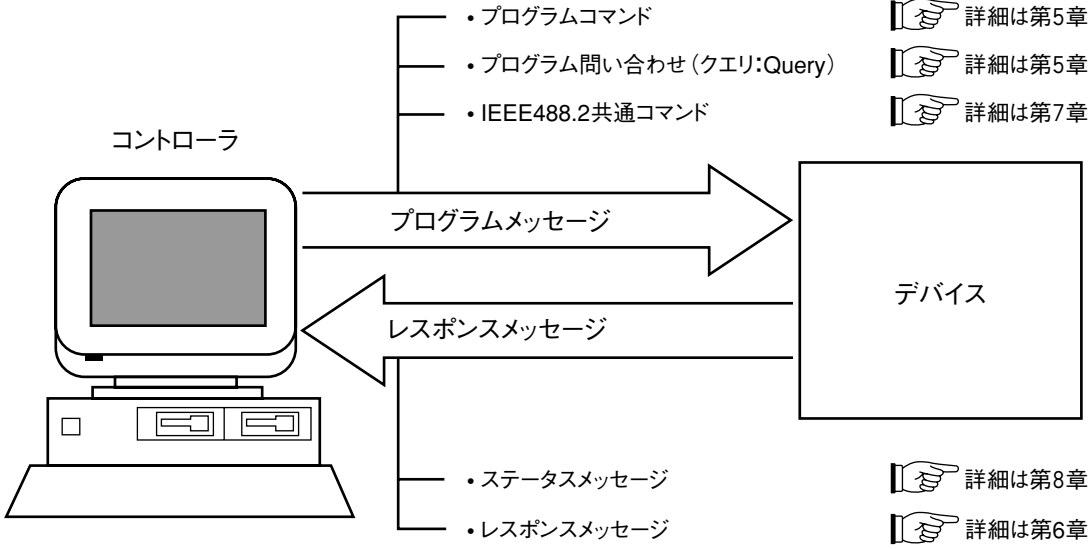 • プログラムコマンド 詳細は第5章
• プログラム問い合わせ(クエリ:Query) 詳細は第5章
• IEEE488.2共通コマンド 詳細は第7章
コントローラ
プログラムメッセージ
デバイス
レスポンスメッセージ
• ステータスメッセージ 詳細は第8章
• レスポンスメッセージ 詳細は第6章